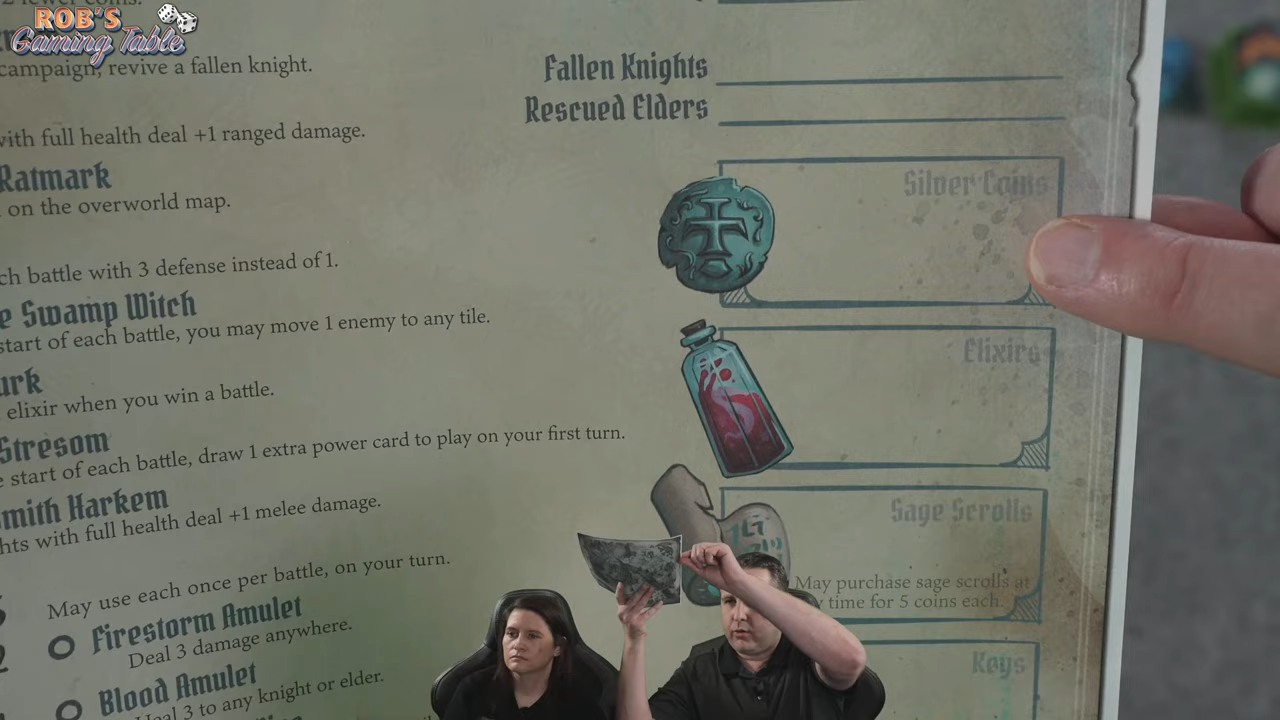 ROB'S
Gaming Table
campaign, revive a fallen knight.
with full health deal +1 ranged damage.
Ratmark
on the overworld map.
battle with 3 defense instead of 1.
Swamp Witch
start of each battle, you may move 1 enemy to any tile.
elixir when you win a battle.
Stresom
start of each battle, draw 1 extra power card to play on your first turn.
Harkem
with full health deal +1 melee damage.
May use each once per battle, on your turn.
Firestorm Amulet
Deal 3 damage anywhere.
Blood Amulet
Heal 3 to any knight or elder.
Fallen Knights
Rescued Elders
Silver Coins
Elixirs
Sage Scrolls
May purchase sage scrolls at
time for 5 coins each.
Keys